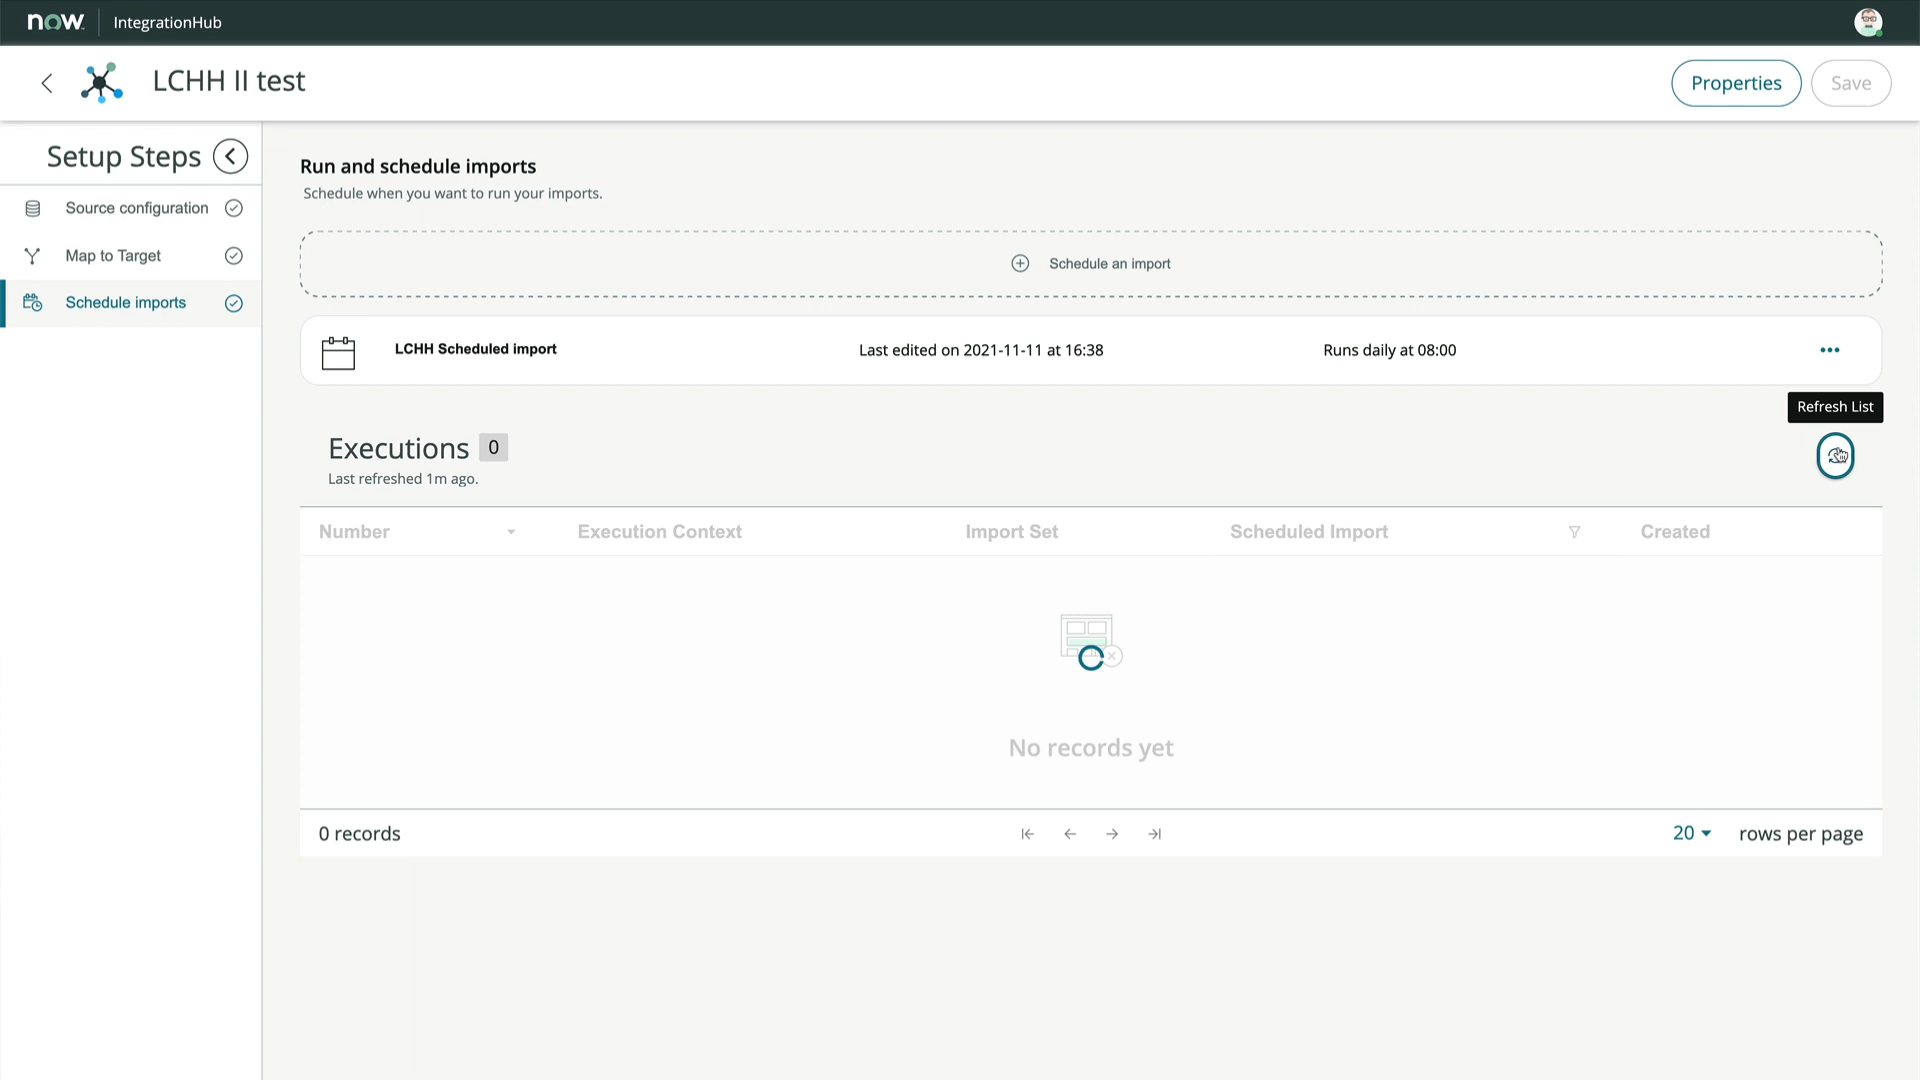 now IntegrationHub
LCHH II test
Properties
Save
Setup Steps
Source configuration
Map to Target
Schedule imports
Run and schedule imports
Schedule when you want to run your imports.
Schedule an import
LCHH Scheduled import
Last edited on 2021-11-11 at 16:38
Runs daily at 08:00
Refresh List
Executions 0
Last refreshed 1m ago.
Number Execution Context Import Set Scheduled Import Created
No records yet
0 records
20 rows per page